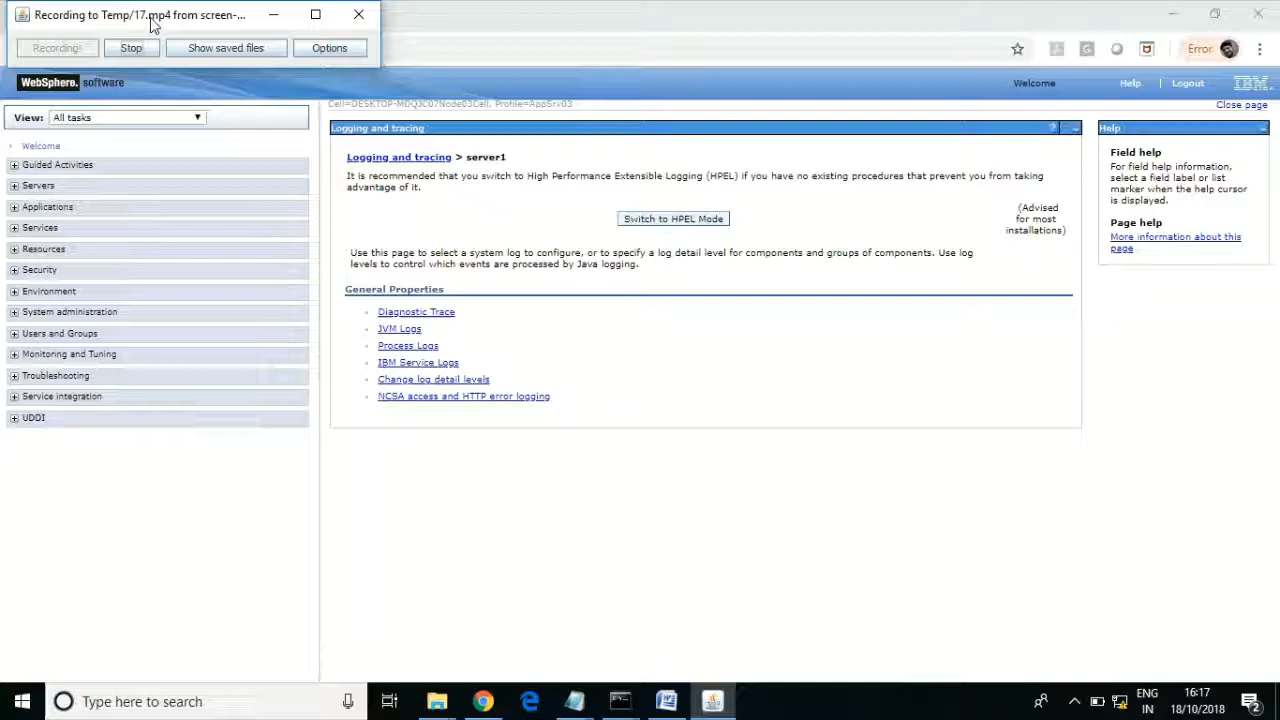 Recording to Temp/17.mp4 from screen-...
Recording
Stop
Show saved files
Options
Error
WebSphere. software
Welcome
Help
Logout
IBM
View: All tasks
Cell=DESKTOP-MDQJC07Node03Cell, Profile=AppSrv03
Close page
Welcome
Guided Activities
Servers
Applications
Services
Resources
Security
Environment
System administration
Users and Groups
Monitoring and Tuning
Troubleshooting
Service integration
UDDI
Logging and tracing
?
Logging and tracing > server1
It is recommended that you switch to High Performance Extensible Logging (HPEL) if you have no existing procedures that prevent you from taking
advantage of it.
Switch to HPEL Mode
(Advised
for most
installations)
Use this page to select a system log to configure, or to specify a log detail level for components and groups of components. Use log
levels to control which events are processed by Java logging.
General Properties
Diagnostic Trace
JVM Logs
Process Logs
IBM Service Logs
Change log detail levels
NCSA access and HTTP error logging
Help
Field help
For field help information,
select a field label or list
marker when the help cursor
is displayed.
Page help
More information about this
page
Type here to search
ENG
IN
16:17
18/10/2018
2